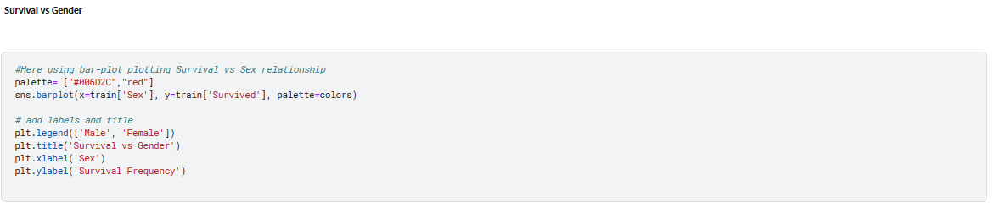 Survival vs Gender
#Here using bar-plot plotting Survival vs Sex relationship
palette= ["#006D2C","red"]
sns.barplot(x=train['Sex'], y=train['Survived'], palette=colors)
# add labels and title
plt.legend(['Male', 'Female'])
plt.title('Survival vs Gender')
plt.xlabel('Sex')
plt.ylabel('Survival Frequency')